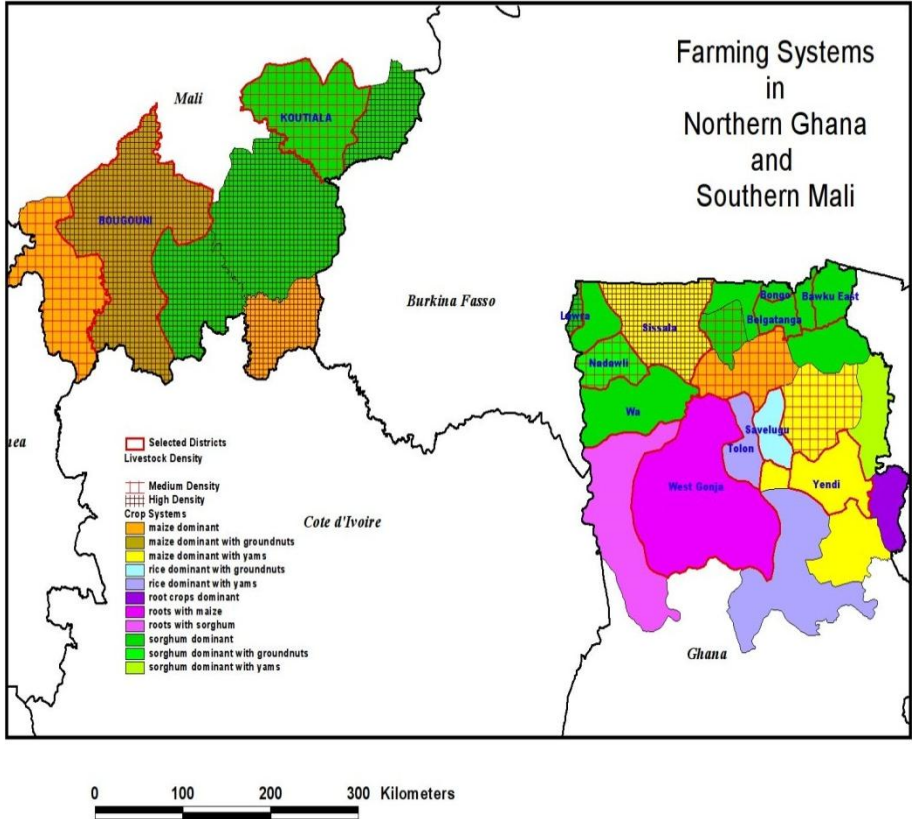 Farming Systems
in
Northern Ghana
and
Southern Mali
Mali
KOUTIALA
BOUGOUNI
Burkina Fasso
Lawra
Sissala
Bongo
Bawku East
Bolgatanga
Nadowli
Wa
Savelugu
Tolon
West Gonja
Yendi
nea
Cote d'Ivoire
Ghana
Selected Districts
Livestock Density
Medium Density
High Density
Crop Systems
maize dominant
maize dominant with groundnuts
maize dominant with yams
rice dominant with groundnuts
rice dominant with yams
root crops dominant
roots with maize
roots with sorghum
sorghum dominant
sorghum dominant with groundnuts
sorghum dominant with yams
0 100 200 300 Kilometers